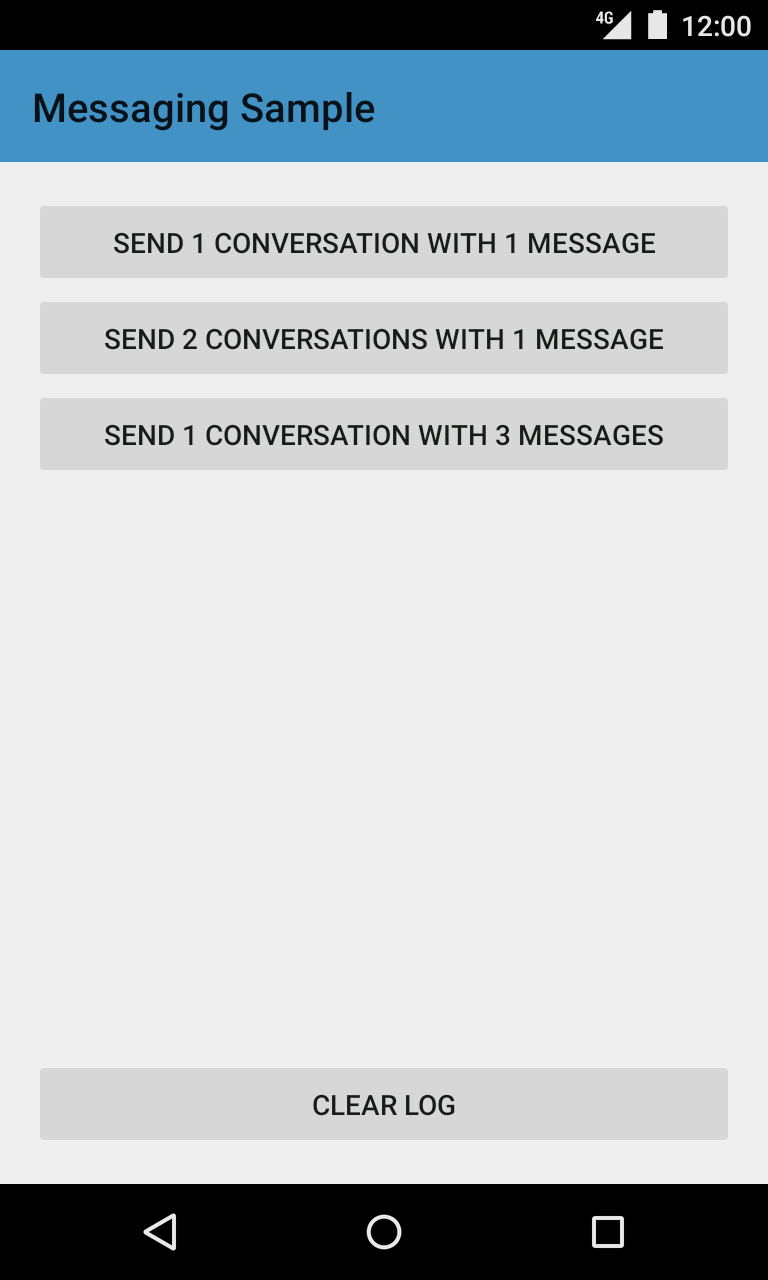 4G 12:00
Messaging Sample
SEND 1 CONVERSATION WITH 1 MESSAGE
SEND 2 CONVERSATIONS WITH 1 MESSAGE
SEND 1 CONVERSATION WITH 3 MESSAGES
CLEAR LOG